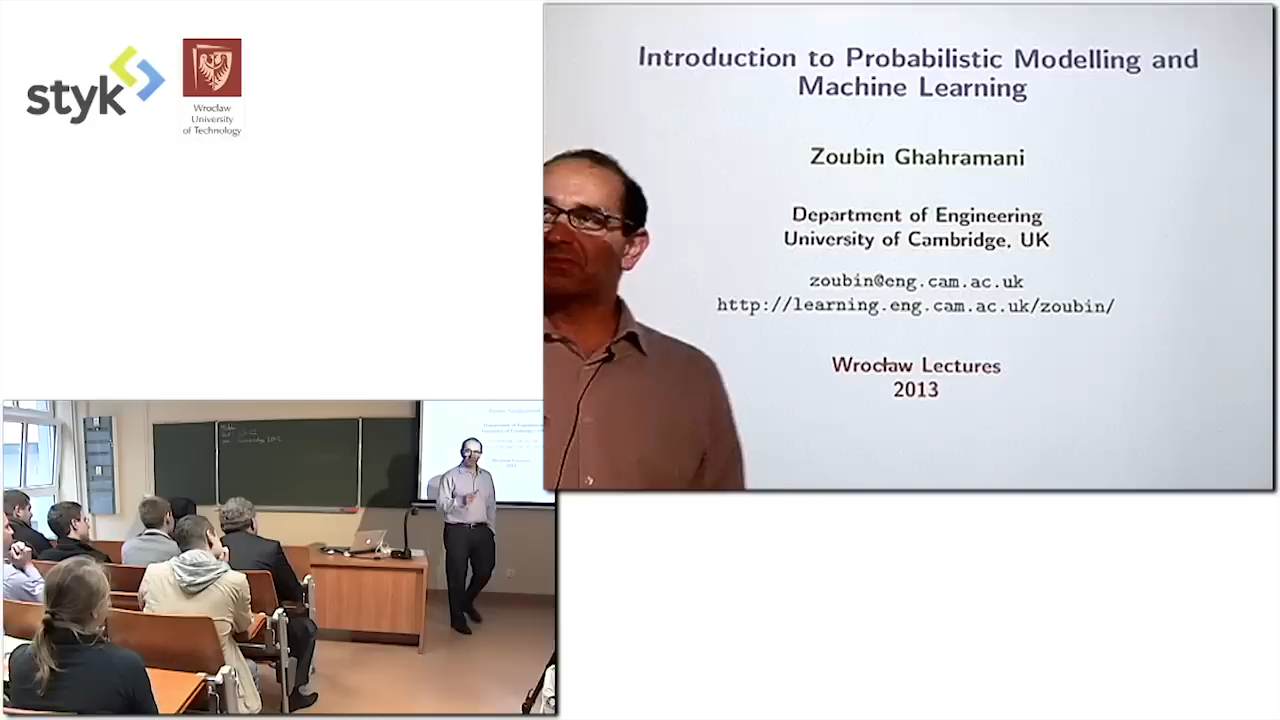 styk
Wrocław
University
of Technology
Introduction to Probabilistic Modelling and
Machine Learning
Zoubin Ghahramani
Department of Engineering
University of Cambridge, UK
zoubin@eng.cam.ac.uk
http://learning.eng.cam.ac.uk/zoubin/
Wrocław Lectures
2013